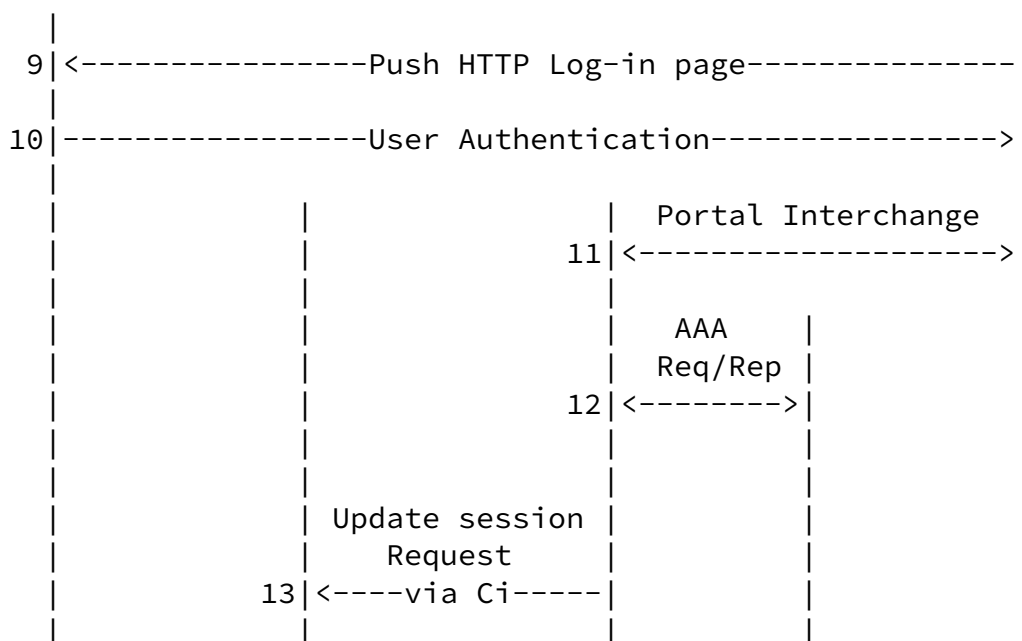 |
9|<----------------Push HTTP Log-in page---------------
|
10|-----------------User Authentication---------------->
|
| | | Portal Interchange
| | 11|<-------------------->
| | |
| | | AAA |
| | | Req/Rep |
| | 12|<-------->|
| | | |
| | | |
| | Update session | |
| | Request | |
| 13|<----via Ci-----| |
| | | |